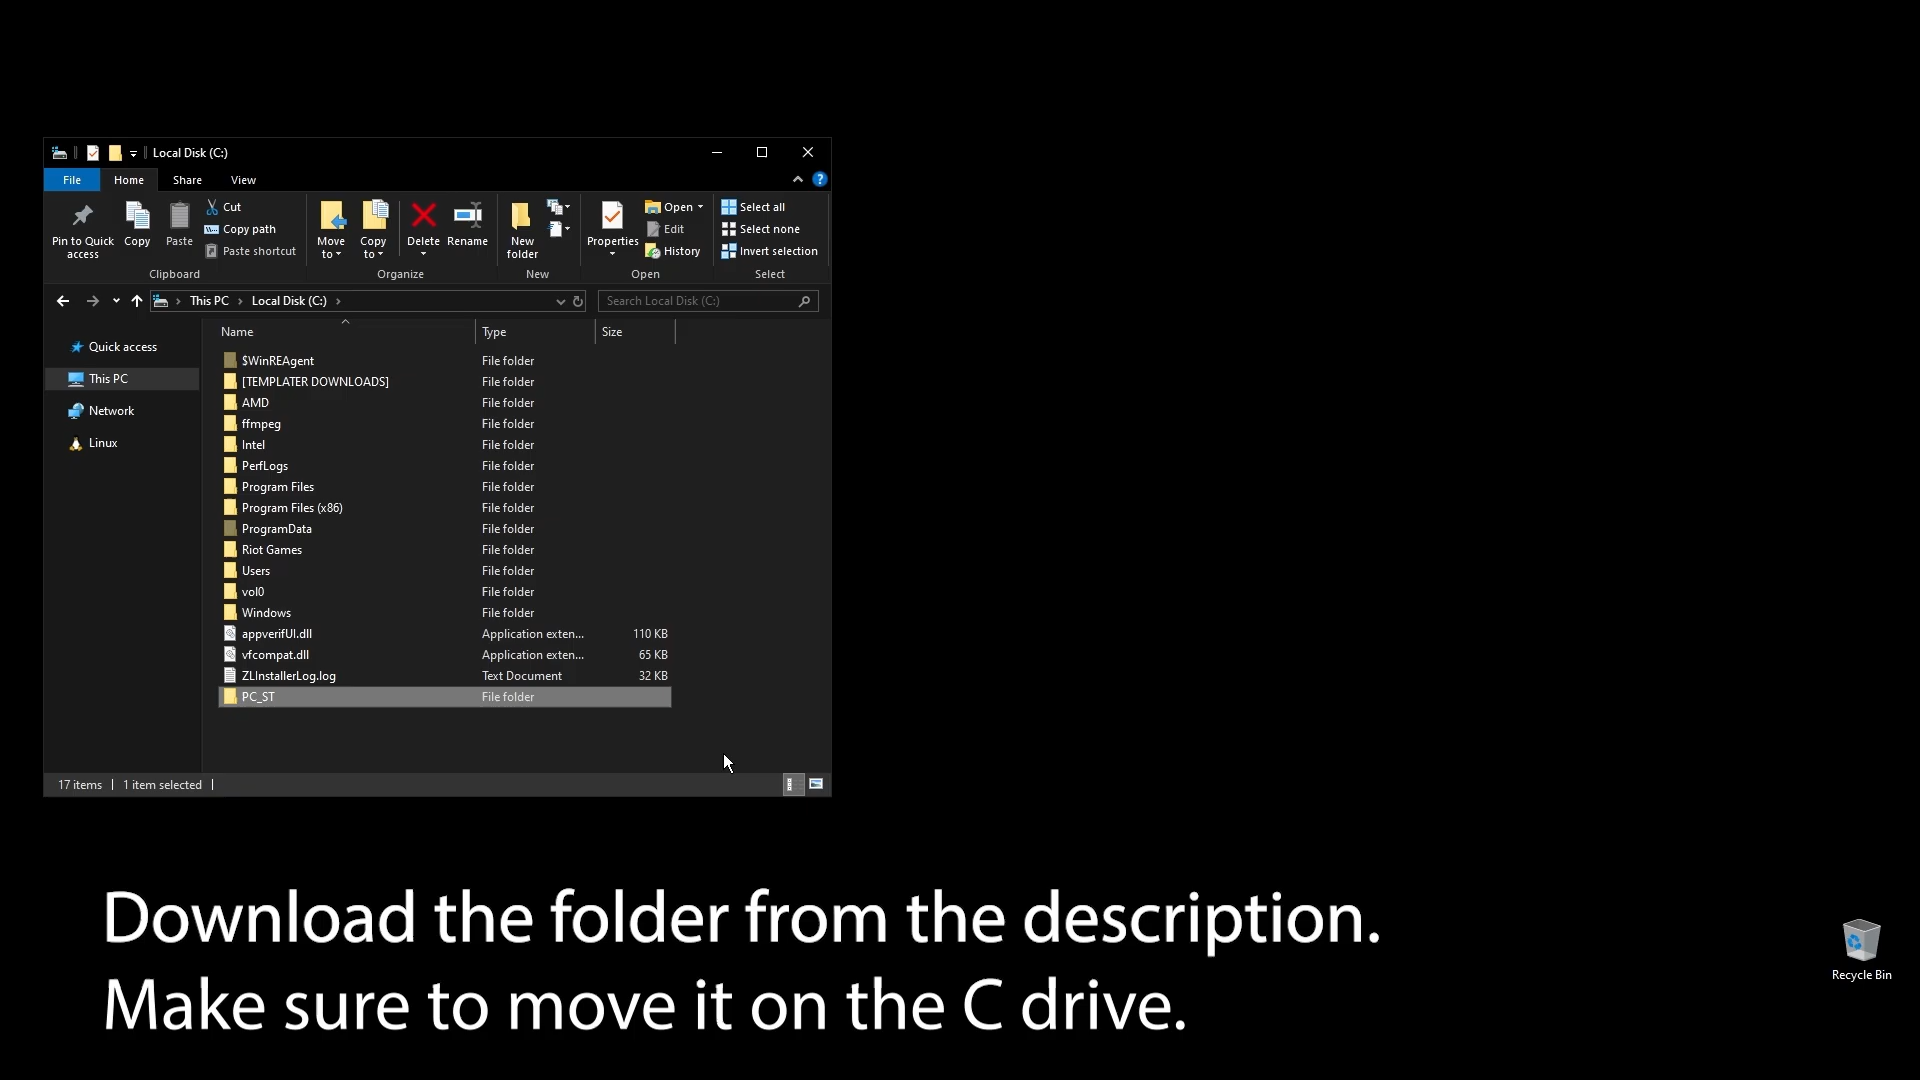 Local Disk (C:)
File Home Share View
Pin to Quick access
Copy
Paste
Cut
Copy path
Paste shortcut
Clipboard
Move to
Copy to
Delete
Rename
Organize
New folder
New
Properties
Open
Edit
History
Open
Select all
Select none
Invert selection
Select
This PC Local Disk (C:)
Search Local Disk (C:)
Quick access
This PC
Network
Linux
Name Type Size
$WinREAgent File folder
[TEMPLATER DOWNLOADS] File folder
AMD File folder
ffmpeg File folder
Intel File folder
PerfLogs File folder
Program Files File folder
Program Files (x86) File folder
ProgramData File folder
Riot Games File folder
Users File folder
vol0 File folder
Windows File folder
appverifUI.dll Application exten... 110 KB
vfcompat.dll Application exten... 65 KB
ZLInstallerLog.log Text Document 32 KB
PC_ST File folder
17 items 1 item selected
Download the folder from the description.
Make sure to move it on the C drive.
Recycle Bin